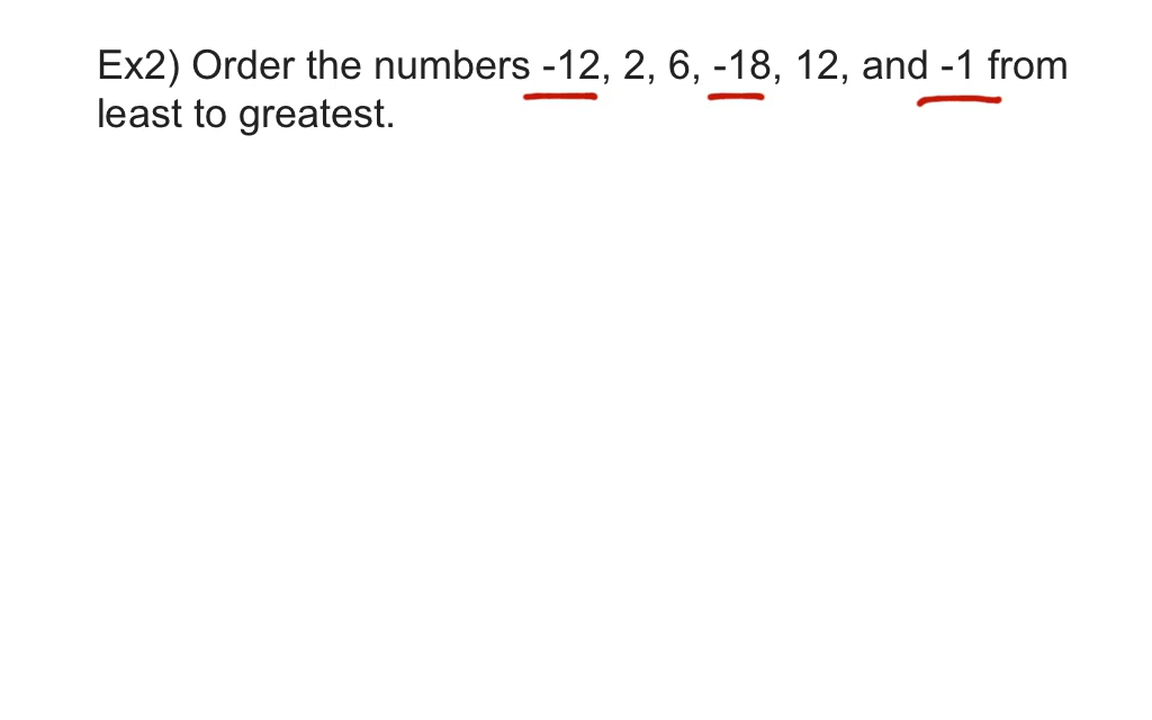 Ex2) Order the numbers -12, 2, 6, -18, 12, and -1 from
least to greatest.